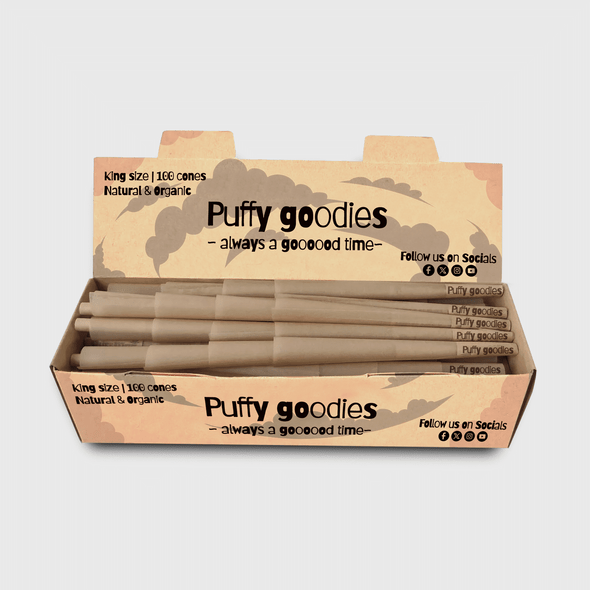 King size | 100 cones
Natural & Organic
Puffy goodies
- always a goooood time-
Follow us on Socials
Puffy goodies
Puffy goodies
Puffy goodies
Puffy goodies
Puffy goodies
Puffy goodies
King size | 100 cones
Natural & Organic
Puffy goodies
- always a goooood time-
Follow us on Socials